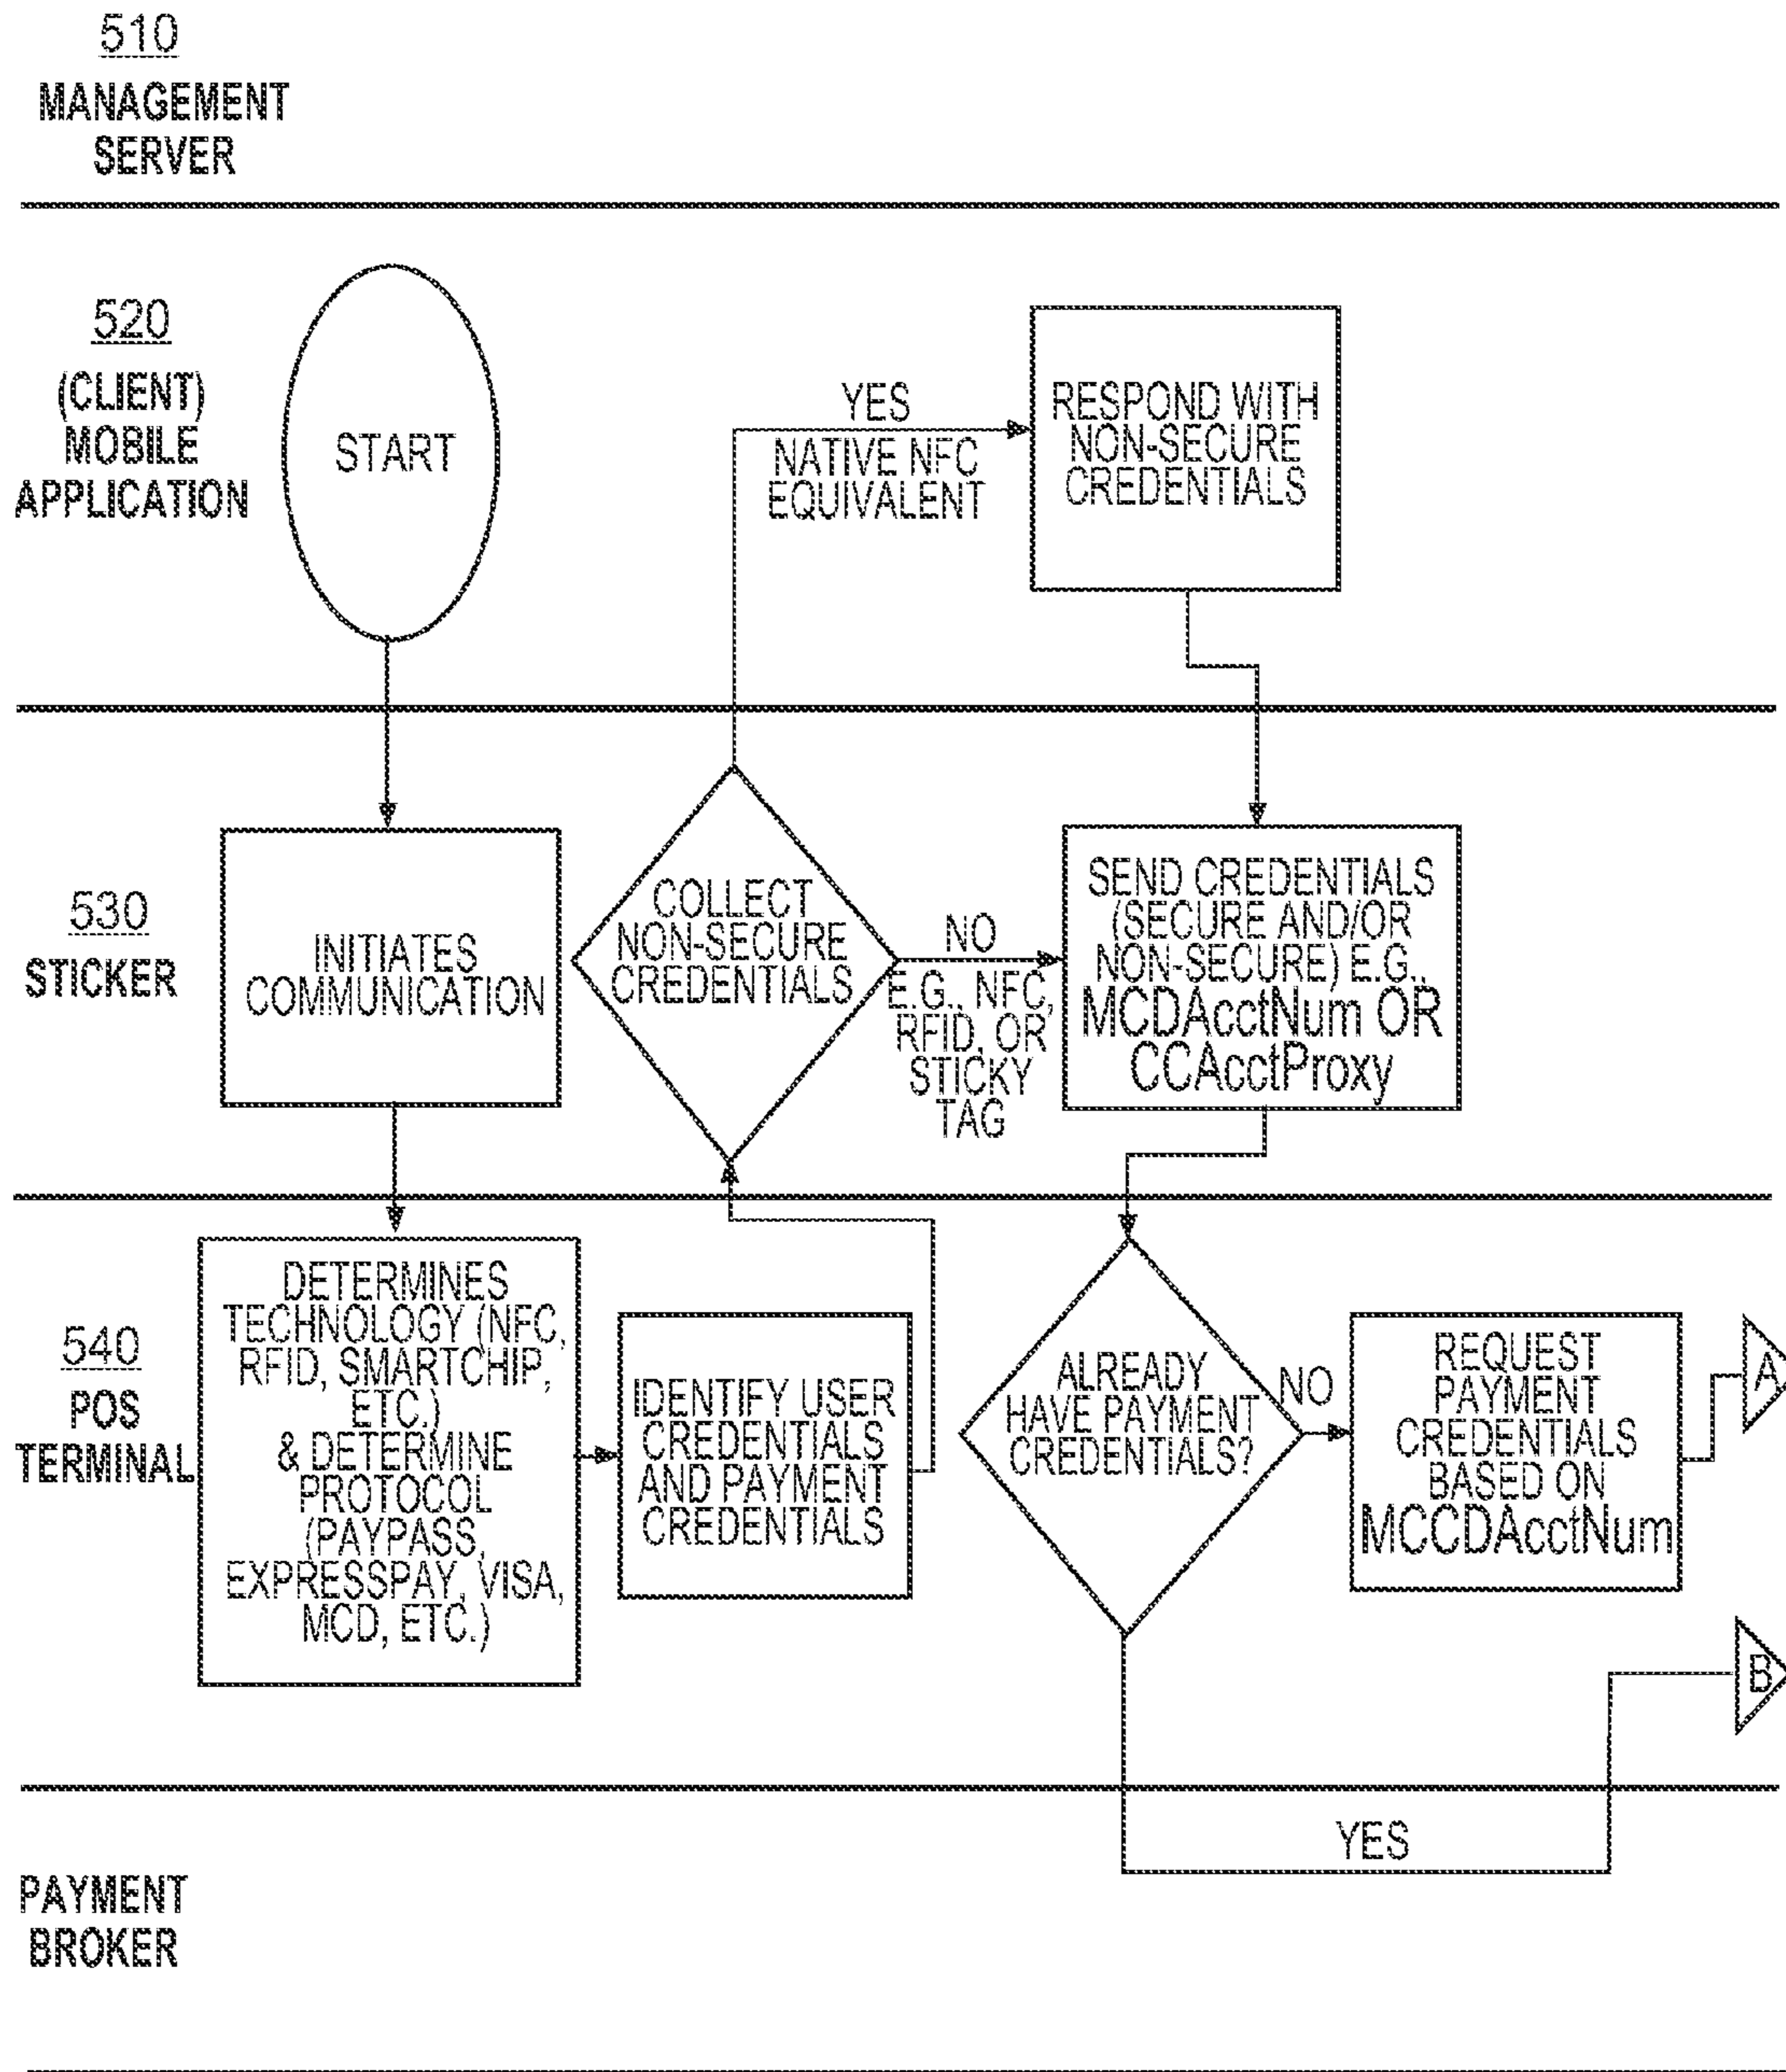 510
MANAGEMENT
SERVER
520
(CLIENT)
MOBILE
APPLICATION
START
YES
NATIVE NFC
EQUIVALENT
RESPOND WITH
NON-SECURE
CREDENTIALS
530
STICKER
INITIATES
COMMUNICATION
COLLECT
NON-SECURE
CREDENTIALS
NO
E.G., NFC,
RFID, OR
STICKY
TAG
SEND CREDENTIALS
(SECURE AND/OR
NON-SECURE) E.G.,
MCDAcctNum OR
CCAcctProxy
540
POS
TERMINAL
DETERMINES
TECHNOLOGY (NFC,
RFID, SMARTCHIP,
ETC.)
& DETERMINE
PROTOCOL
(PAYPASS,
EXPRESSPAY, VISA,
MCD, ETC.)
IDENTIFY USER
CREDENTIALS
AND PAYMENT
CREDENTIALS
ALREADY
HAVE PAYMENT
CREDENTIALS?
NO
REQUEST
PAYMENT
CREDENTIALS
BASED ON
MCCDAcctNum
A
B
YES
PAYMENT
BROKER